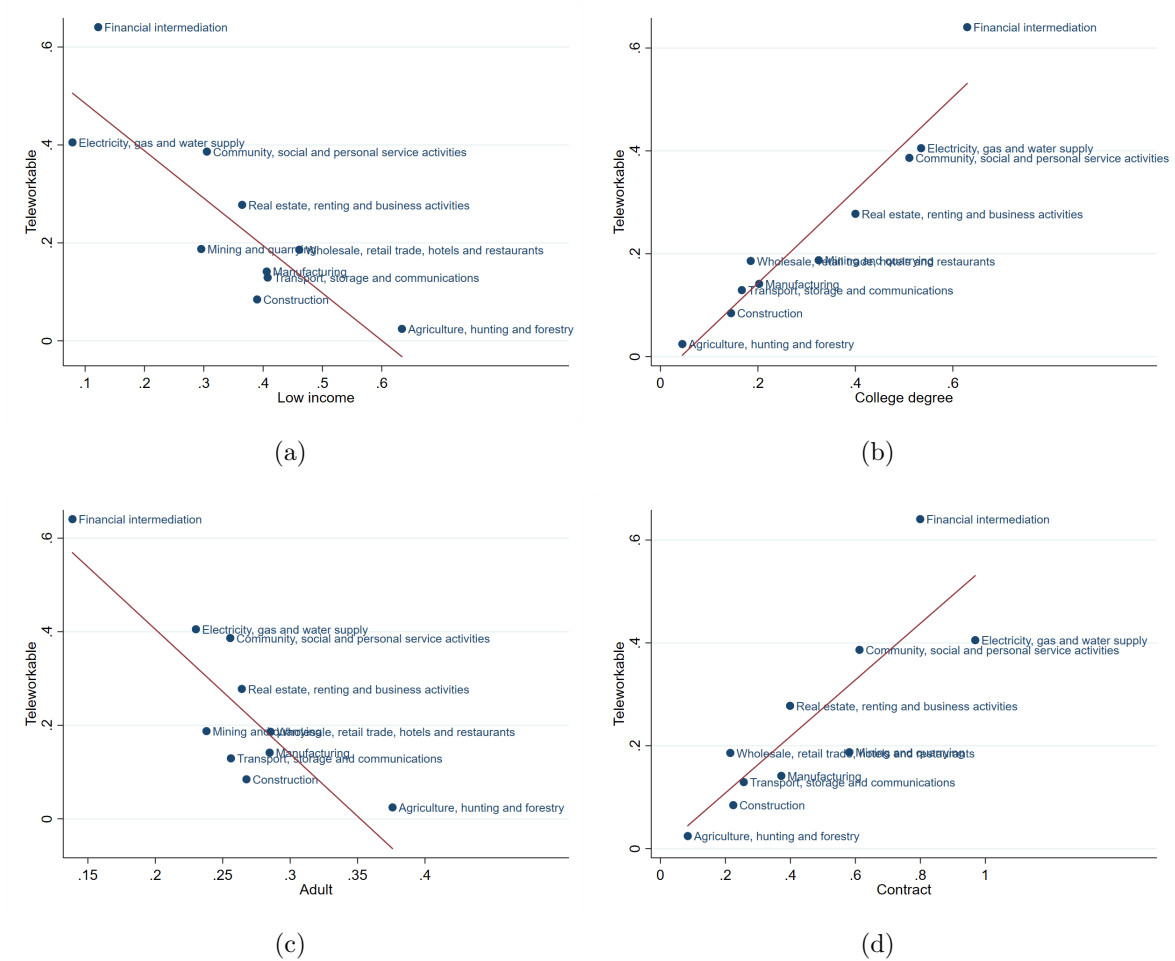 Teleworkable
.6
.4
.2
0
Financial intermediation
Electricity, gas and water supply
Community, social and personal service activities
Real estate, renting and business activities
Mining and quarrying
Wholesale, retail trade, hotels and restaurants
Manufacturing
Transport, storage and communications
Construction
Agriculture, hunting and forestry
.1 .2 .3 .4 .5 .6
Low income
(a)
Teleworkable
.6
.4
.2
0
Financial intermediation
Electricity, gas and water supply
Community, social and personal service activities
Real estate, renting and business activities
Wholesale, retail trade, hotels and restaurants
Mining and quarrying
Manufacturing
Transport, storage and communications
Construction
Agriculture, hunting and forestry
0 .2 .4 .6
College degree
(b)
Teleworkable
.6
.4
.2
0
Financial intermediation
Electricity, gas and water supply
Community, social and personal service activities
Real estate, renting and business activities
Mining and quarrying
Wholesale, retail trade, hotels and restaurants
Manufacturing
Transport, storage and communications
Construction
Agriculture, hunting and forestry
.15 .2 .25 .3 .35 .4
Adult
(c)
Teleworkable
.6
.4
.2
0
Financial intermediation
Electricity, gas and water supply
Community, social and personal service activities
Real estate, renting and business activities
Wholesale, retail trade, hotels and restaurants
Mining and quarrying
Manufacturing
Transport, storage and communications
Construction
Agriculture, hunting and forestry
0 .2 .4 .6 .8 1
Contract
(d)